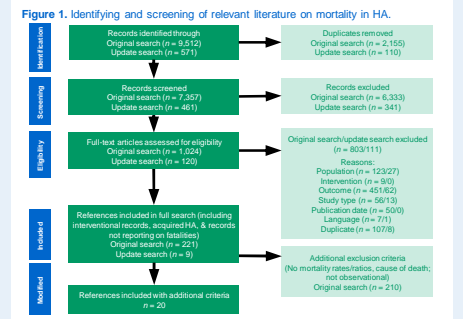 Figure 1. Identifying and screening of relevant literature on mortality in HA.
Identification
Records identified through
Original search (n = 9,512)
Update search (n = 571)
Duplicates removed
Original search (n = 2,155)
Update search (n = 110)
Screening
Records screened
Original search (n = 7,357)
Update search (n = 461)
Records excluded
Original search (n = 6,333)
Update search (n = 341)
Eligibility
Full-text articles assessed for eligibility
Original search (n = 1,024)
Update search (n = 120)
Original search/update search excluded
(n = 803/111)
Reasons:
Population (n = 123/27)
Intervention (n = 9/0)
Outcome (n = 451/62)
Study type (n = 56/13)
Publication date (n = 50/0)
Language (n = 7/1)
Duplicate (n = 107/8)
Included
References included in full search (including
interventional records, acquired HA, & records
not reporting on fatalities)
Original search (n = 221)
Update search (n = 9)
Additional exclusion criteria
(No mortality rates/ratios, cause of death;
not observational)
Original search (n = 210)
Modified
References included with additional criteria
n = 20